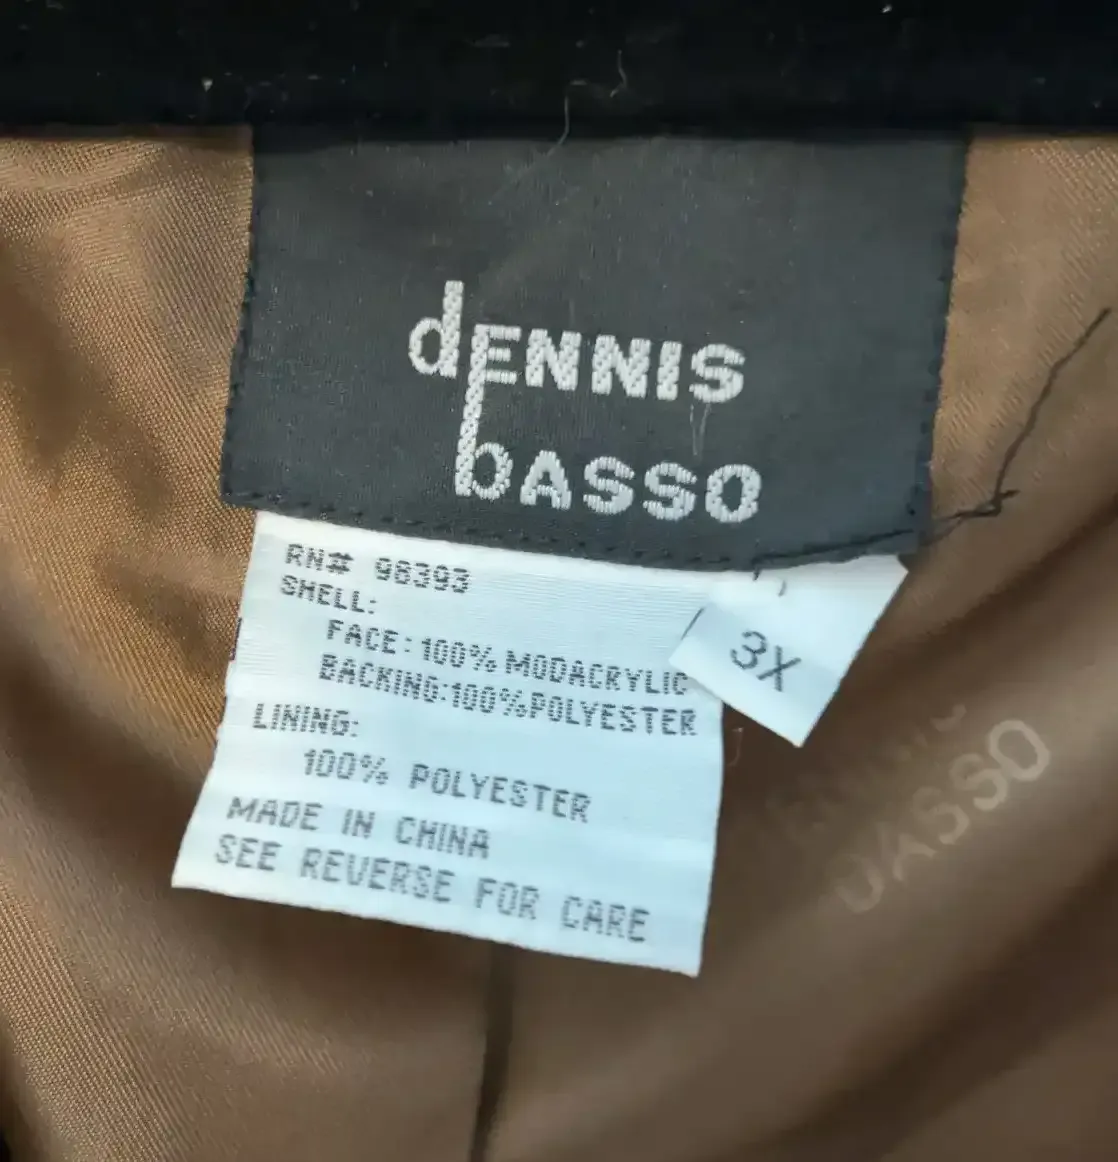 dENNIS
bASSO
RN# 96393
SHELL:
FACE: 100% MODACRYLIC
BACKING: 100% POLYESTER
LINING:
100% POLYESTER
MADE IN CHINA
SEE REVERSE FOR CARE
3X
bASSO